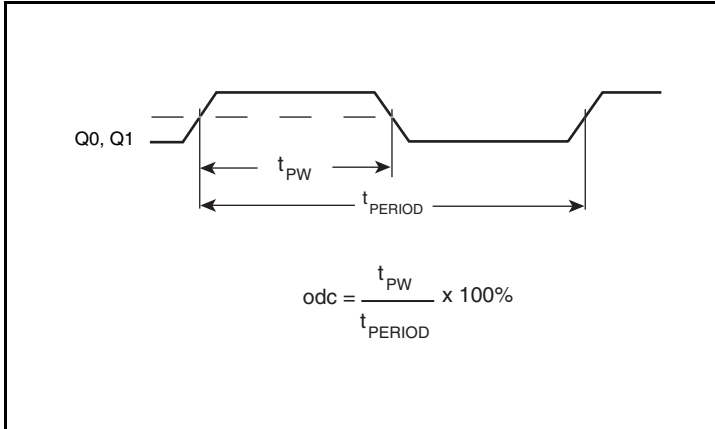 Q0, Q1
tPW
tPERIOD
odc = tPW / tPERIOD x 100%